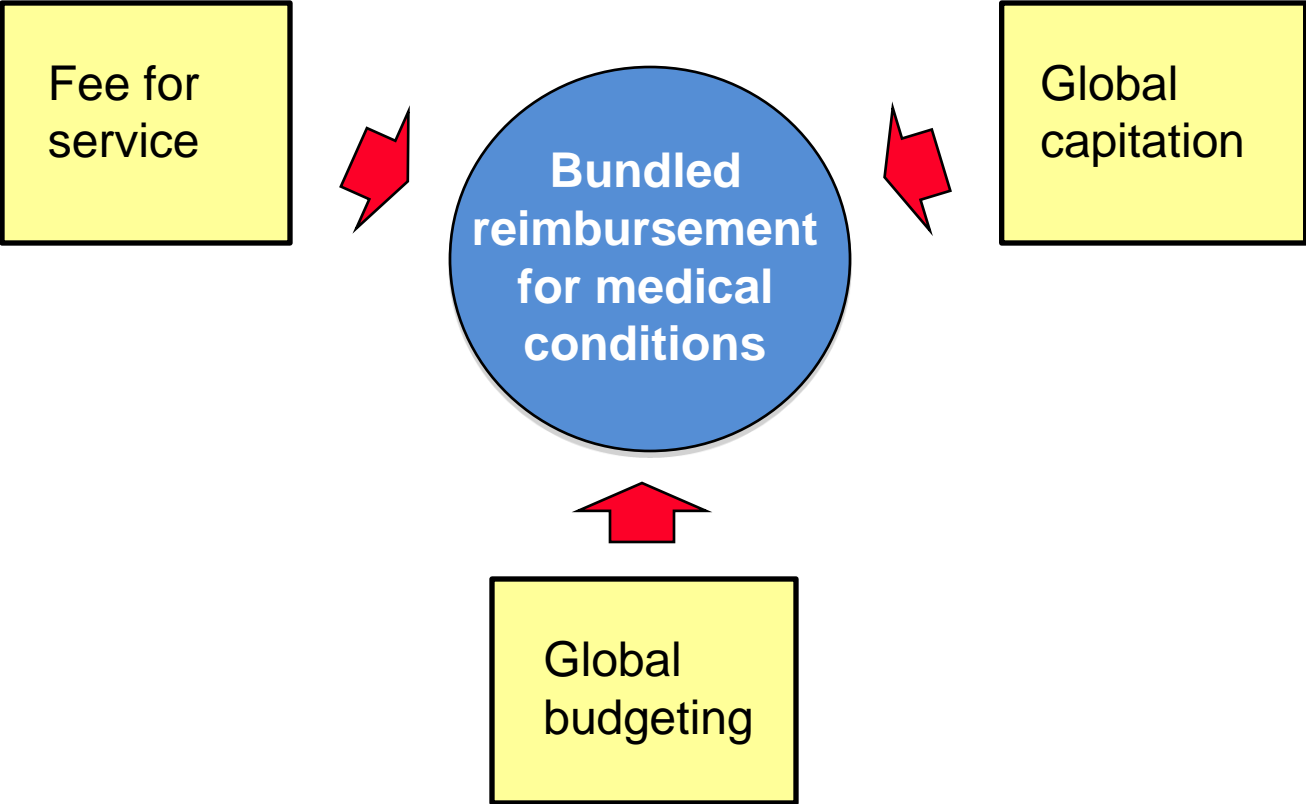 Fee for
service
Global
capitation
Bundled
reimbursement
for medical
conditions
Global
budgeting